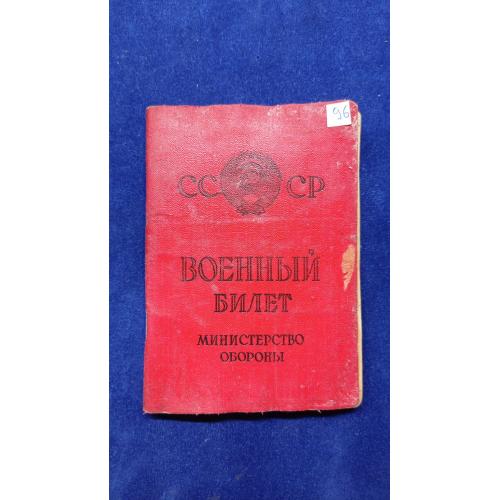 96
СС СР
ВОЕННЫЙ
БИЛЕТ
МИНИСТЕРСТВО
ОБОРОНЫ